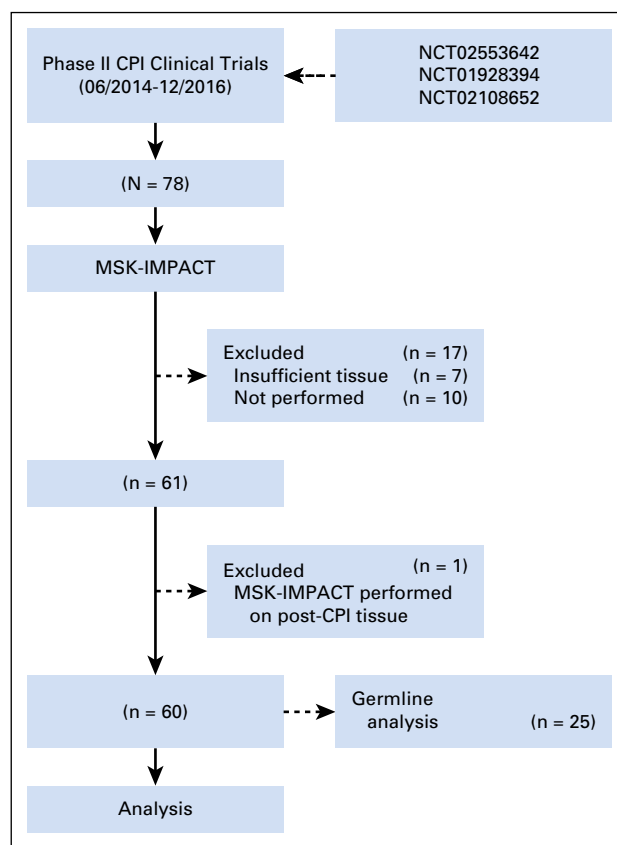 Phase II CPI Clinical Trials
(06/2014-12/2016)
NCT02553642
NCT01928394
NCT02108652
(N = 78)
MSK-IMPACT
Excluded (n = 17)
Insufficient tissue (n = 7)
Not performed (n = 10)
(n = 61)
Excluded (n = 1)
MSK-IMPACT performed
on post-CPI tissue
(n = 60)
Germline
analysis (n = 25)
Analysis